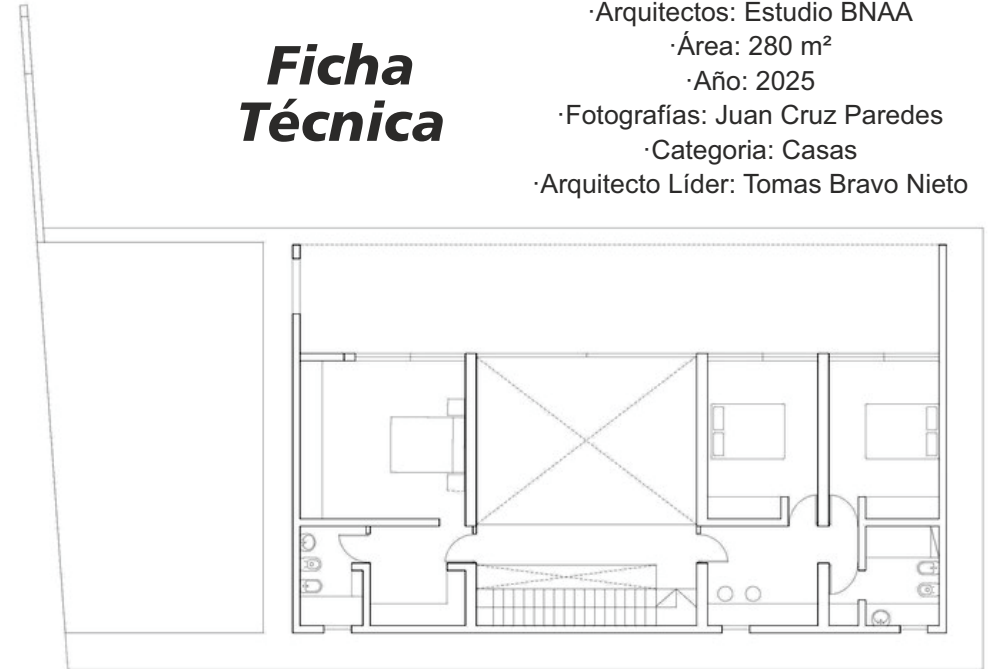 Ficha
Técnica
·Arquitectos: Estudio BNAA
·Área: 280 m²
·Año: 2025
·Fotografías: Juan Cruz Paredes
·Categoria: Casas
·Arquitecto Líder: Tomas Bravo Nieto